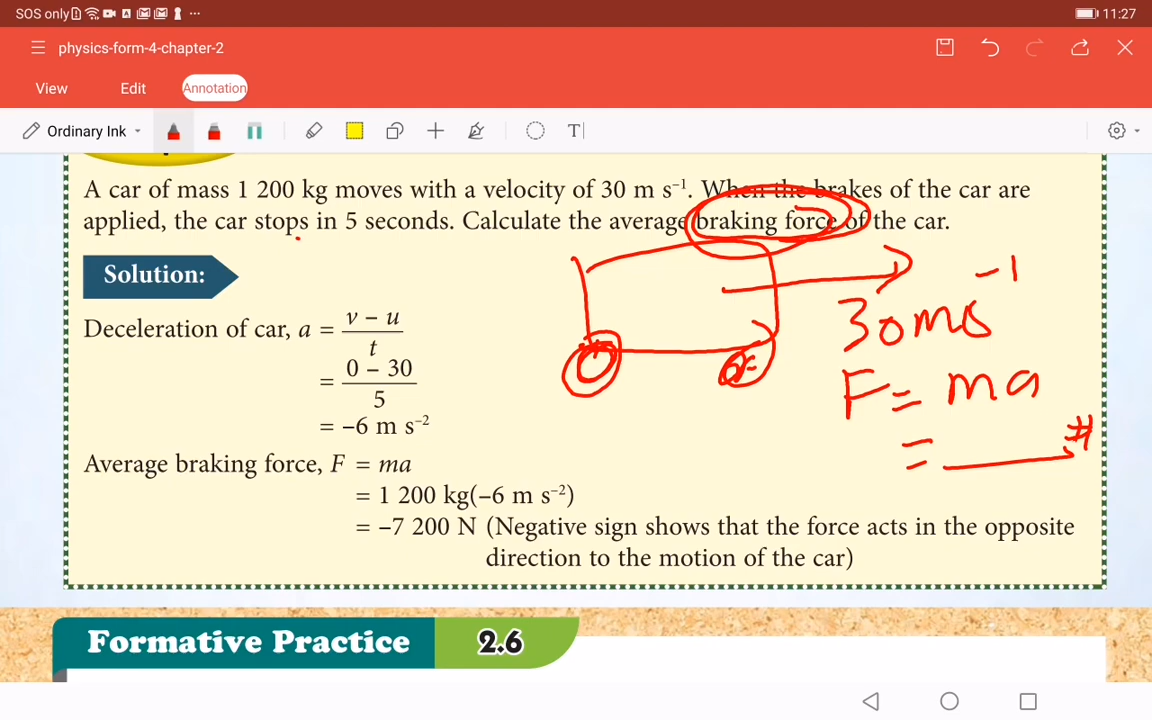 SOS only 11:27
physics-form-4-chapter-2
View Edit Annotation
Ordinary Ink T
A car of mass 1 200 kg moves with a velocity of 30 m s⁻¹. When the brakes of the car are
applied, the car stops in 5 seconds. Calculate the average braking force of the car.
Solution:
Deceleration of car, a = v – u / t
= 0 – 30 / 5
= –6 m s⁻²
Average braking force, F = ma
= 1 200 kg(–6 m s⁻²)
= –7 200 N (Negative sign shows that the force acts in the opposite
direction to the motion of the car)
30ms⁻¹
F = ma
= #
Formative Practice 2.6